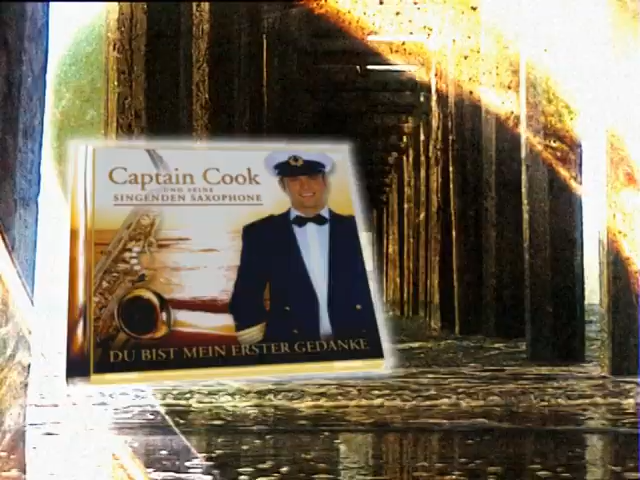 Captain Cook
UND SEINE
SINGENDEN SAXOPHONE
DU BIST MEIN ERSTER GEDANKE